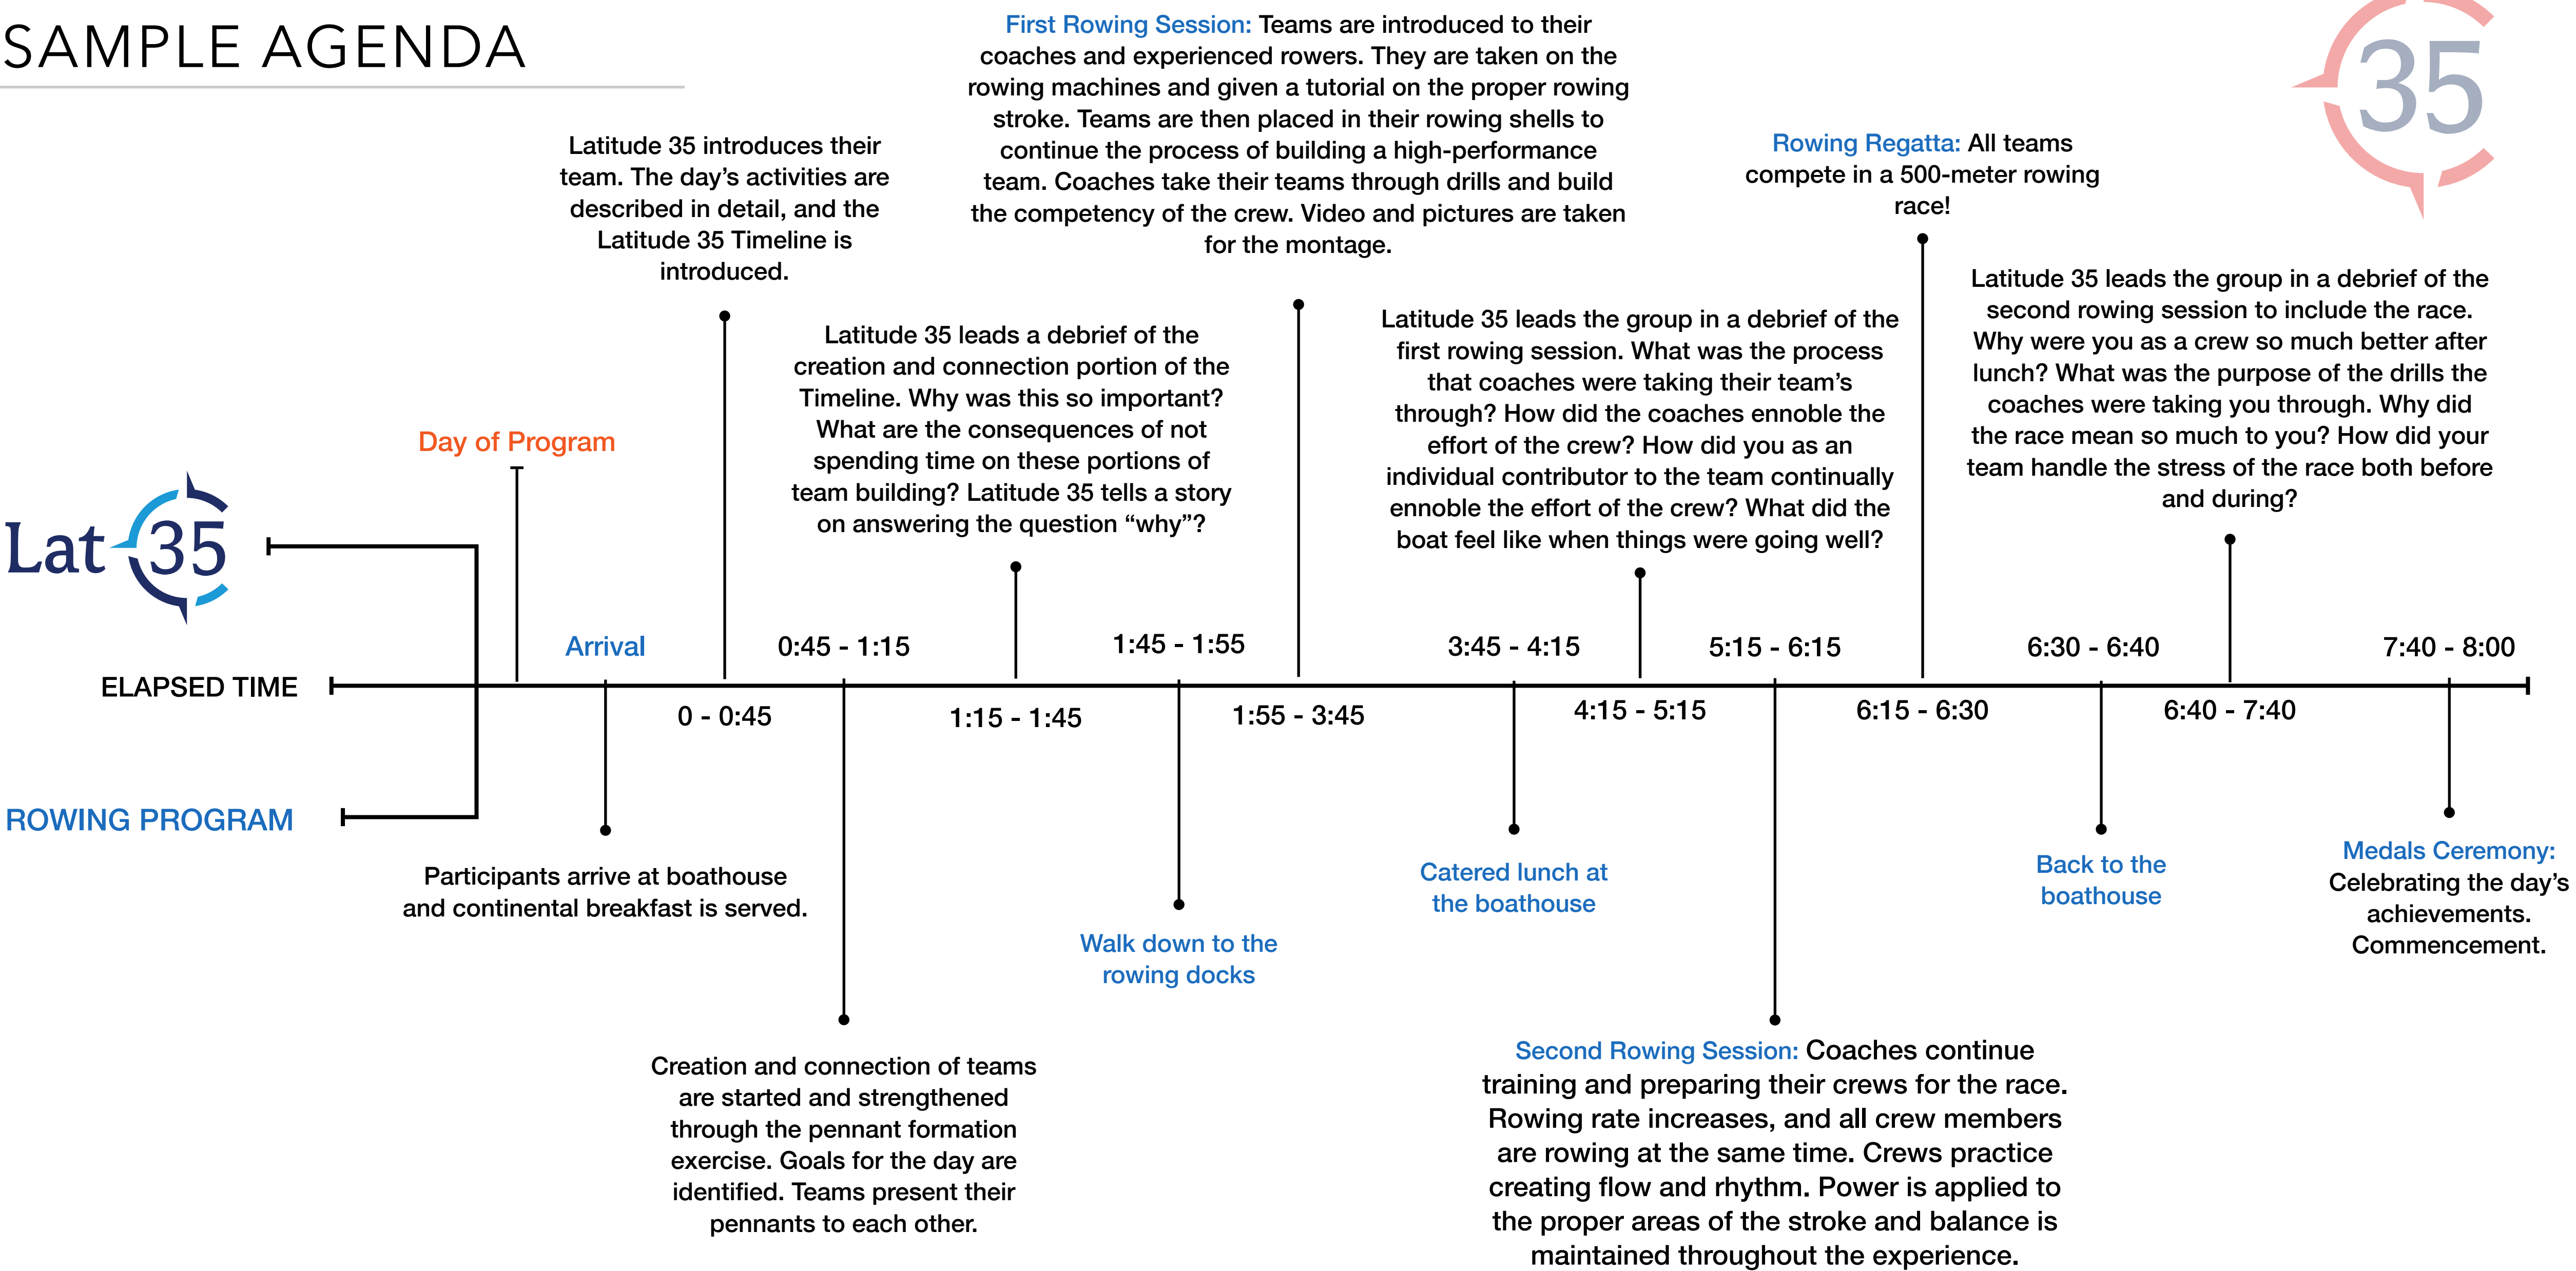 SAMPLE AGENDA
35
First Rowing Session: Teams are introduced to their
coaches and experienced rowers. They are taken on the
rowing machines and given a tutorial on the proper rowing
stroke. Teams are then placed in their rowing shells to
continue the process of building a high-performance
team. Coaches take their teams through drills and build
the competency of the crew. Video and pictures are taken
for the montage.
Latitude 35 introduces their
team. The day’s activities are
described in detail, and the
Latitude 35 Timeline is
introduced.
Rowing Regatta: All teams
compete in a 500-meter rowing
race!
Latitude 35 leads a debrief of the
creation and connection portion of the
Timeline. Why was this so important?
What are the consequences of not
spending time on these portions of
team building? Latitude 35 tells a story
on answering the question “why”?
Latitude 35 leads the group in a debrief of the
first rowing session. What was the process
that coaches were taking their team’s
through? How did the coaches ennoble the
effort of the crew? How did you as an
individual contributor to the team continually
ennoble the effort of the crew? What did the
boat feel like when things were going well?
Latitude 35 leads the group in a debrief of the
second rowing session to include the race.
Why were you as a crew so much better after
lunch? What was the purpose of the drills the
coaches were taking you through. Why did
the race mean so much to you? How did your
team handle the stress of the race both before
and during?
Day of Program
Lat 35
Arrival
0:45 - 1:15
1:45 - 1:55
3:45 - 4:15
5:15 - 6:15
6:30 - 6:40
7:40 - 8:00
ELAPSED TIME
0 - 0:45
1:15 - 1:45
1:55 - 3:45
4:15 - 5:15
6:15 - 6:30
6:40 - 7:40
ROWING PROGRAM
Participants arrive at boathouse
and continental breakfast is served.
Creation and connection of teams
are started and strengthened
through the pennant formation
exercise. Goals for the day are
identified. Teams present their
pennants to each other.
Walk down to the
rowing docks
Catered lunch at
the boathouse
Second Rowing Session: Coaches continue
training and preparing their crews for the race.
Rowing rate increases, and all crew members
are rowing at the same time. Crews practice
creating flow and rhythm. Power is applied to
the proper areas of the stroke and balance is
maintained throughout the experience.
Back to the
boathouse
Medals Ceremony:
Celebrating the day’s
achievements.
Commencement.